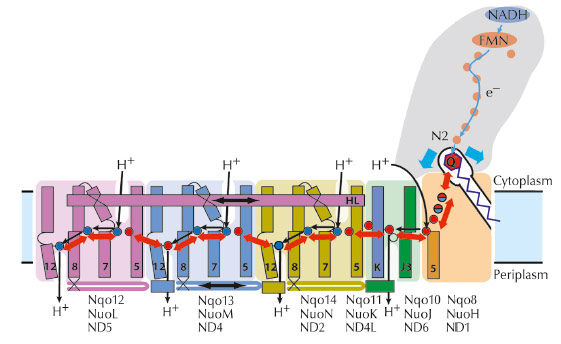 NADH
FMN
e⁻
N2
Q
H⁺ H⁺ H⁺ H⁺
Cytoplasm
HL
12 8 7 5 12 8 7 5 12 8 7 5 K J3 5
Periplasm
H⁺ H⁺ H⁺ H⁺
Nqo12 Nqo13 Nqo14 Nqo11 Nqo10 Nqo8
NuoL NuoM NuoN NuoK NuoJ NuoH
ND5 ND4 ND2 ND4L ND6 ND1